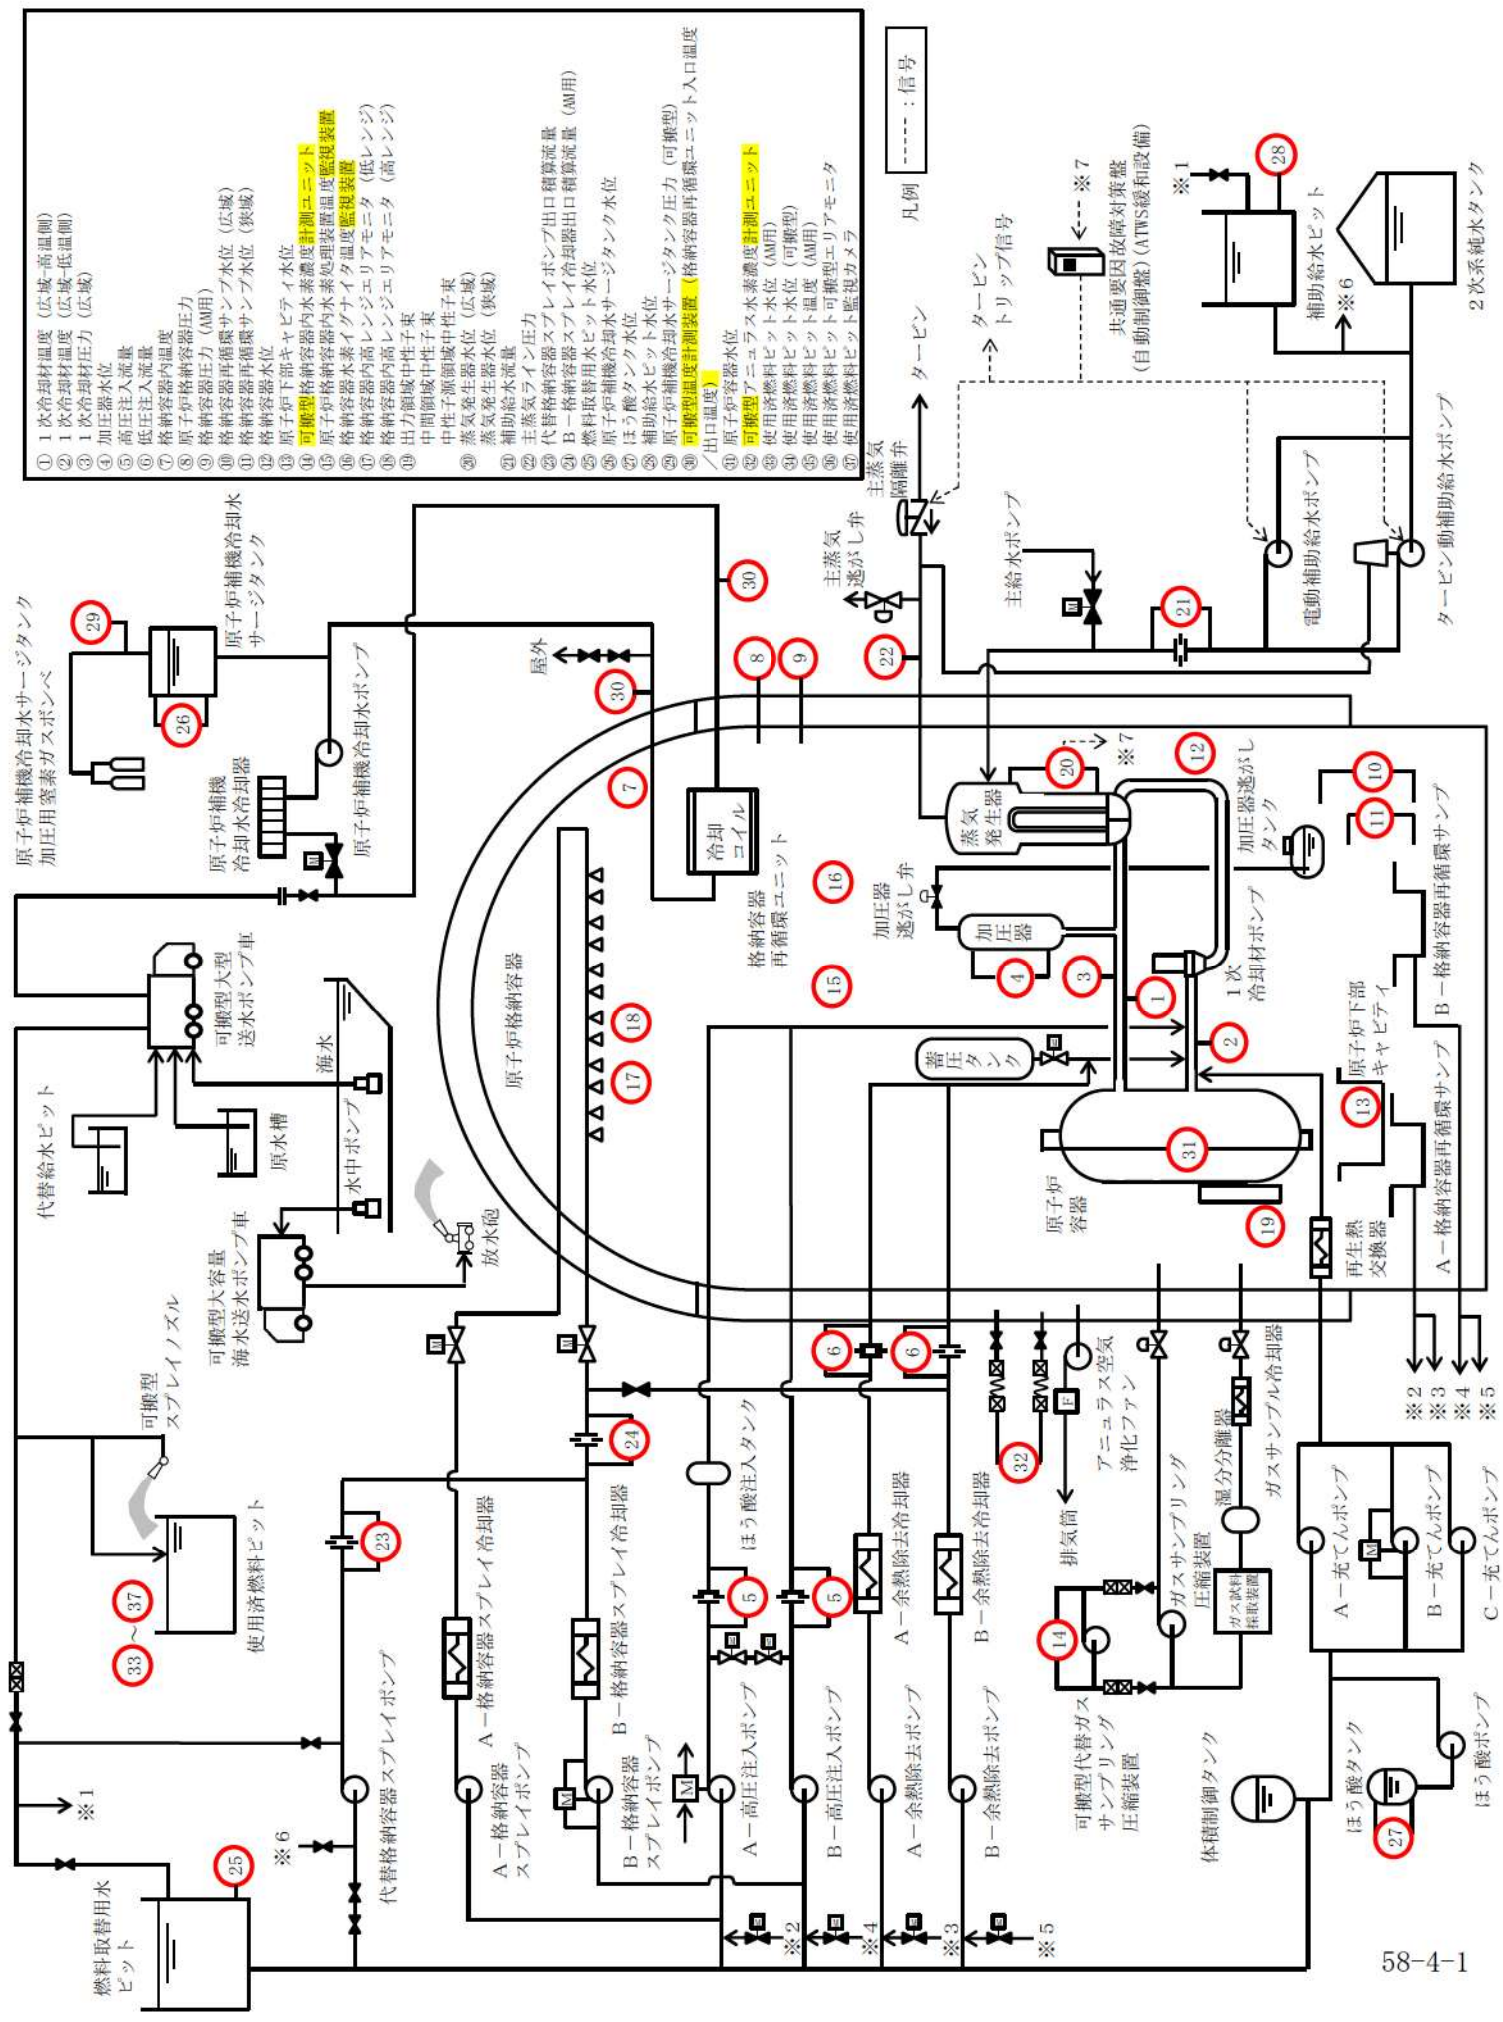 ① １次冷却材温度（広域-高温側）
② １次冷却材温度（広域-低温側）
③ １次冷却材圧力（広域）
④ 加圧器水位
⑤ 高圧注入流量
⑥ 低圧注入流量
⑦ 格納容器内温度
⑧ 原子炉格納容器圧力
⑨ 格納容器圧力（AM用）
⑩ 格納容器再循環サンプ水位（広域）
⑪ 格納容器再循環サンプ水位（狭域）
⑫ 格納容器水位
⑬ 原子炉下部キャビティ水位
⑭ 可搬型格納容器内水素濃度計測ユニット
⑮ 原子炉格納容器内水素処理装置温度監視装置
⑯ 格納容器水素イグナイタ温度監視装置
⑰ 格納容器内高レンジエリアモニタ（低レンジ）
⑱ 格納容器内高レンジエリアモニタ（高レンジ）
⑲ 出力領域中性子束
中間領域中性子束
中性子源領域中性子束
⑳ 蒸気発生器水位（広域）
蒸気発生器水位（狭域）
㉑ 補助給水流量
㉒ 主蒸気ライン圧力
㉓ 代替格納容器スプレイポンプ出口積算流量
㉔ Ｂ－格納容器スプレイ冷却器出口積算流量（AM用）
㉕ 燃料取替用水ピット水位
㉖ 原子炉補機冷却水サージタンク水位
㉗ ほう酸タンク水位
㉘ 補助給水ピット水位
㉙ 原子炉補機冷却水サージタンク圧力（可搬型）
㉚ 可搬型温度計測装置（格納容器再循環ユニット入口温度
／出口温度）
㉛ 原子炉容器水位
㉜ 可搬型アニュラス水素濃度計測ユニット
㉝ 使用済燃料ピット水位（AM用）
㉞ 使用済燃料ピット水位（可搬型）
㉟ 使用済燃料ピット温度（AM用）
㊱ 使用済燃料ピット可搬型エリアモニタ
㊲ 使用済燃料ピット監視カメラ
凡例
：信号
原子炉補機冷却水サージタンク
加圧用窒素ガスボンベ
29
原子炉補機冷却水
サージタンク
26
原子炉補機
冷却水冷却器
M
原子炉補機冷却水ポンプ
可搬型大型
送水ポンプ車
代替給水ピット
原水槽
海水
水中ポンプ
可搬型大容量
海水送水ポンプ車
放水砲
可搬型
スプレイノズル
33
～
37
使用済燃料ピット
※1
燃料取替用水
ピット
25
※6
代替格納容器スプレイポンプ
23
24
M
M
A－格納容器スプレイ冷却器
B－格納容器スプレイ冷却器
A－格納容器
スプレイポンプ
M
B－格納容器
スプレイポンプ
M
A－高圧注入ポンプ
B－高圧注入ポンプ
5
5
ほう酸注入タンク
A－余熱除去ポンプ
B－余熱除去ポンプ
A－余熱除去冷却器
B－余熱除去冷却器
6
6
※2
※4
※3
※5
原子炉格納容器
17
18
7
屋外
30
30
8
9
冷却
コイル
格納容器
再循環ユニット
15
16
主蒸気
逃がし弁
主蒸気
隔離弁
タービン
タービン
トリップ信号
※7
共通要因故障対策盤
（自動制御盤）（ATWS緩和設備）
22
主給水ポンプ
M
21
電動補助給水ポンプ
タービン動補助給水ポンプ
※1
28
補助給水ピット
※6
２次系純水タンク
蒸気
発生器
20
※7
12
加圧器
逃がし弁
加圧器
4
3
1
2
加圧器逃がし
タンク
１次
冷却材ポンプ
蓄圧タンク
原子炉
容器
31
19
原子炉下部
キャビティ
13
10
11
B－格納容器再循環サンプ
A－格納容器再循環サンプ
再生熱
交換器
※2
※3
※4
※5
32
F
アニュラス空気
浄化ファン
排気筒
14
可搬型代替ガス
サンプリング
圧縮装置
ガスサンプリング
圧縮装置
湿分分離器
ガスサンプル冷却器
ガス試料
採取装置
A－充てんポンプ
M
B－充てんポンプ
C－充てんポンプ
体積制御タンク
ほう酸タンク
27
ほう酸ポンプ
58-4-1